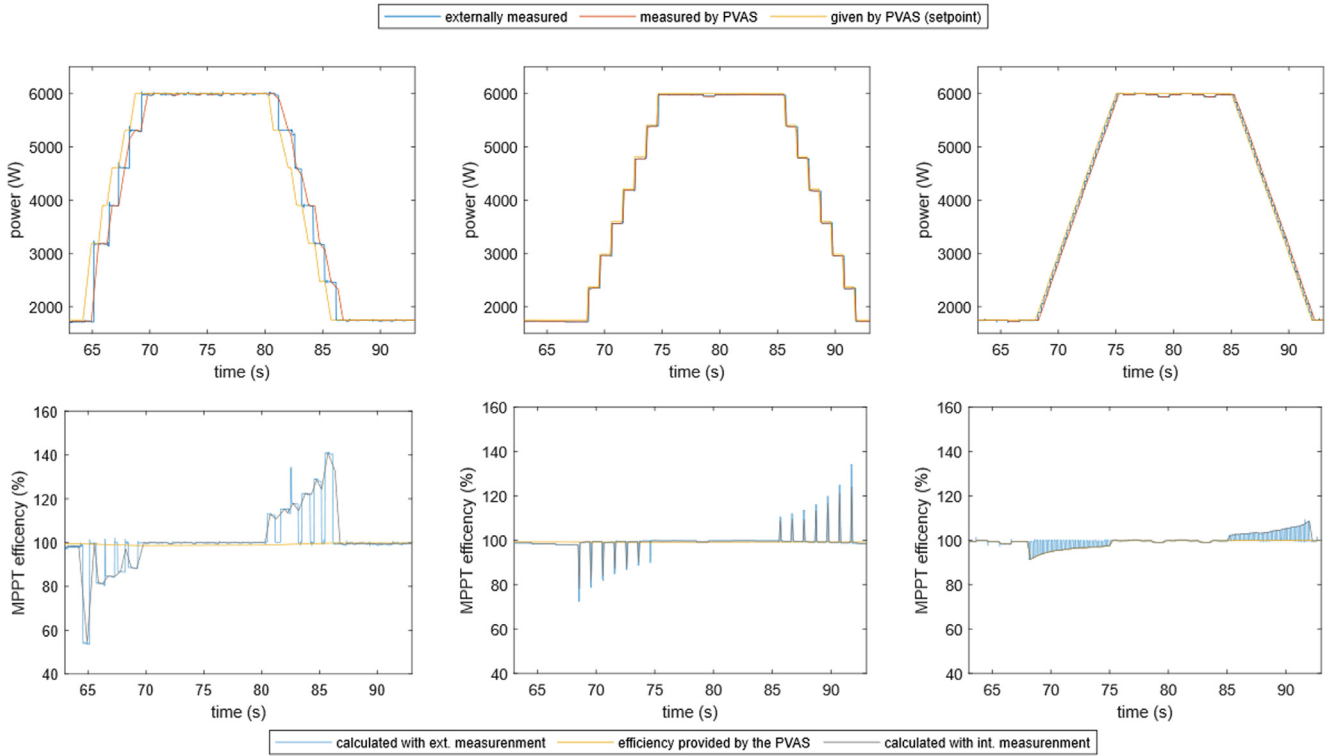 externally measured measured by PVAS given by PVAS (setpoint)
6000
5000
4000
3000
2000
power (W)
65 70 75 80 85 90
time (s)
6000
5000
4000
3000
2000
power (W)
65 70 75 80 85 90
time (s)
6000
5000
4000
3000
2000
power (W)
65 70 75 80 85 90
time (s)
160
140
120
100
80
60
40
MPPT efficency (%)
65 70 75 80 85 90
time (s)
160
140
120
100
80
60
40
MPPT efficency (%)
65 70 75 80 85 90
time (s)
160
140
120
100
80
60
40
MPPT efficency (%)
65 70 75 80 85 90
time (s)
calculated with ext. measurenment efficiency provided by the PVAS calculated with int. measurenment